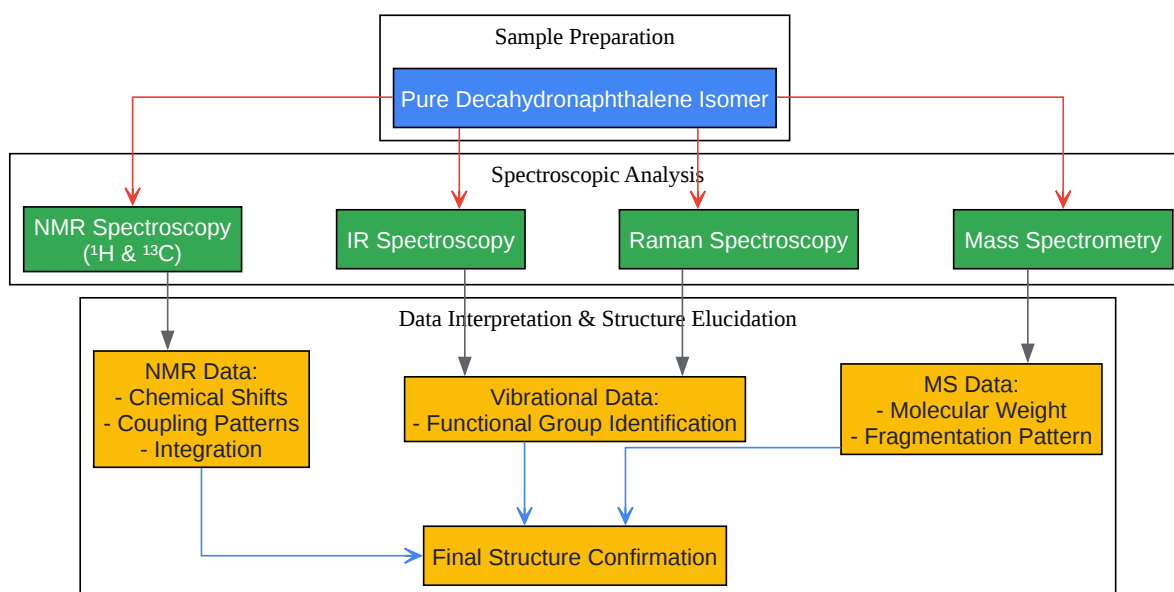 Sample Preparation
Pure Decahydronaphthalene Isomer
Spectroscopic Analysis
NMR Spectroscopy
(¹H & ¹³C)
IR Spectroscopy
Raman Spectroscopy
Mass Spectrometry
Data Interpretation & Structure Elucidation
NMR Data:
- Chemical Shifts
- Coupling Patterns
- Integration
Vibrational Data:
- Functional Group Identification
MS Data:
- Molecular Weight
- Fragmentation Pattern
Final Structure Confirmation